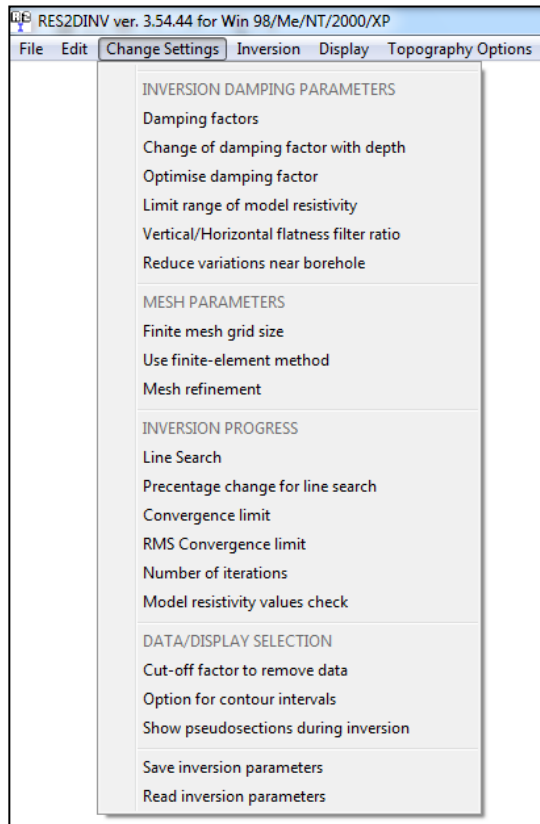 RES2DINV ver. 3.54.44 for Win 98/Me/NT/2000/XP
File Edit Change Settings Inversion Display Topography Options
INVERSION DAMPING PARAMETERS
Damping factors
Change of damping factor with depth
Optimise damping factor
Limit range of model resistivity
Vertical/Horizontal flatness filter ratio
Reduce variations near borehole
MESH PARAMETERS
Finite mesh grid size
Use finite-element method
Mesh refinement
INVERSION PROGRESS
Line Search
Precentage change for line search
Convergence limit
RMS Convergence limit
Number of iterations
Model resistivity values check
DATA/DISPLAY SELECTION
Cut-off factor to remove data
Option for contour intervals
Show pseudosections during inversion
Save inversion parameters
Read inversion parameters